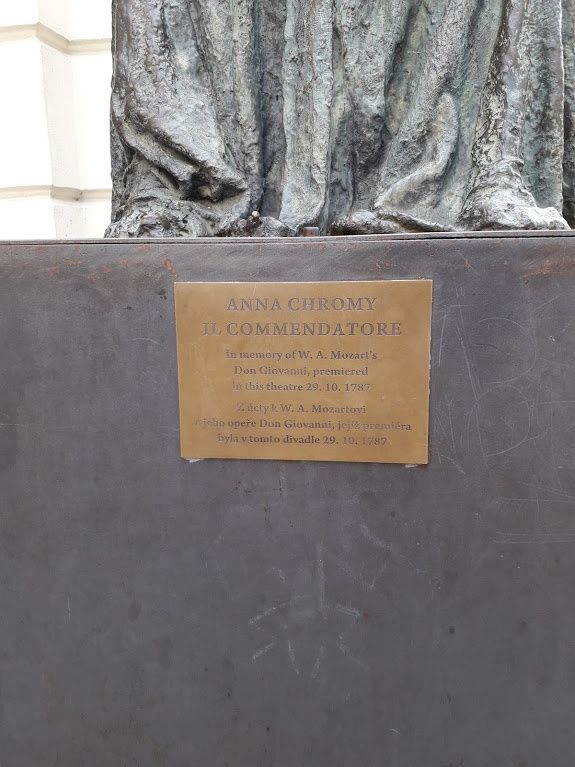 ANNA CHROMY
IL COMMENDATORE
In memory of W. A. Mozart's
Don Giovanni, premiered
in this theatre 29. 10. 1787
Z úcty k W. A. Mozartovi
a jeho opeře Don Giovanni, jejíž premiéra
byla v tomto divadle 29. 10. 1787